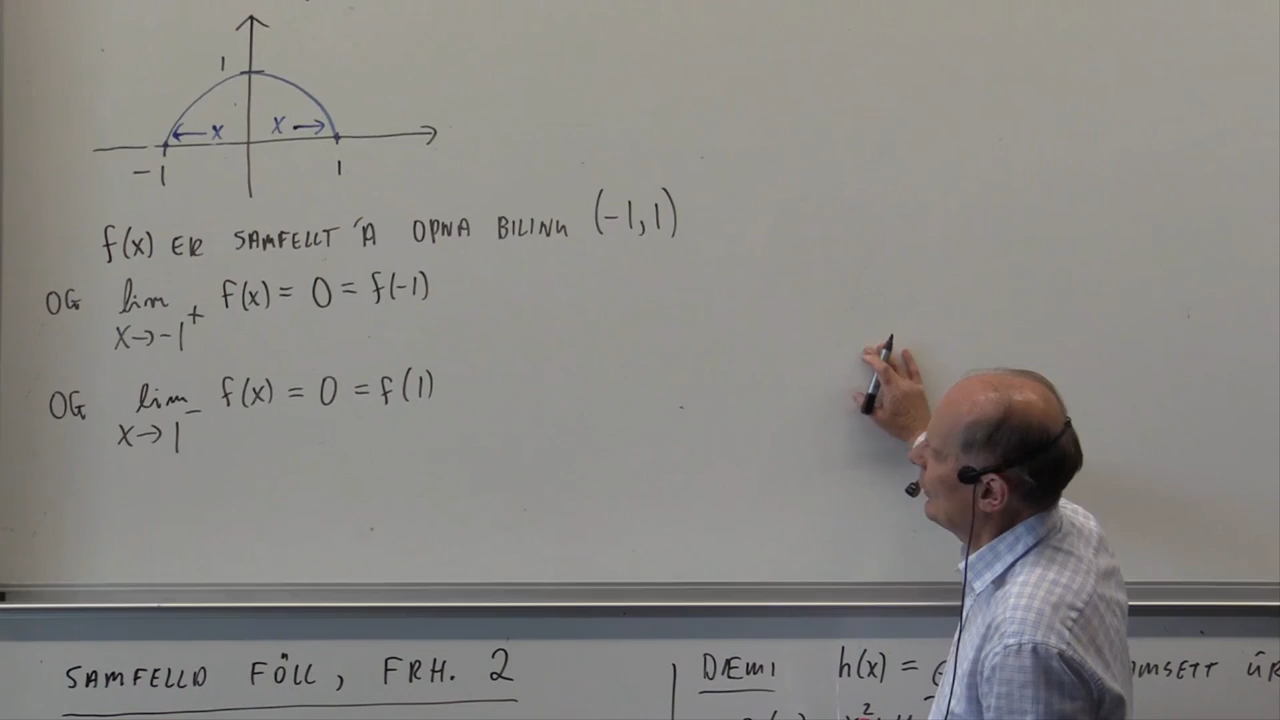 1
← x x →
-1 1
f(x) ER SAMFELLT Á OPNA BILINU (-1,1)
OG lim f(x) = 0 = f(-1)
x→-1⁺
OG lim f(x) = 0 = f(1)
x→1⁻
SAMFELLD FÖLL, FRH. 2
DÆMI h(x) =